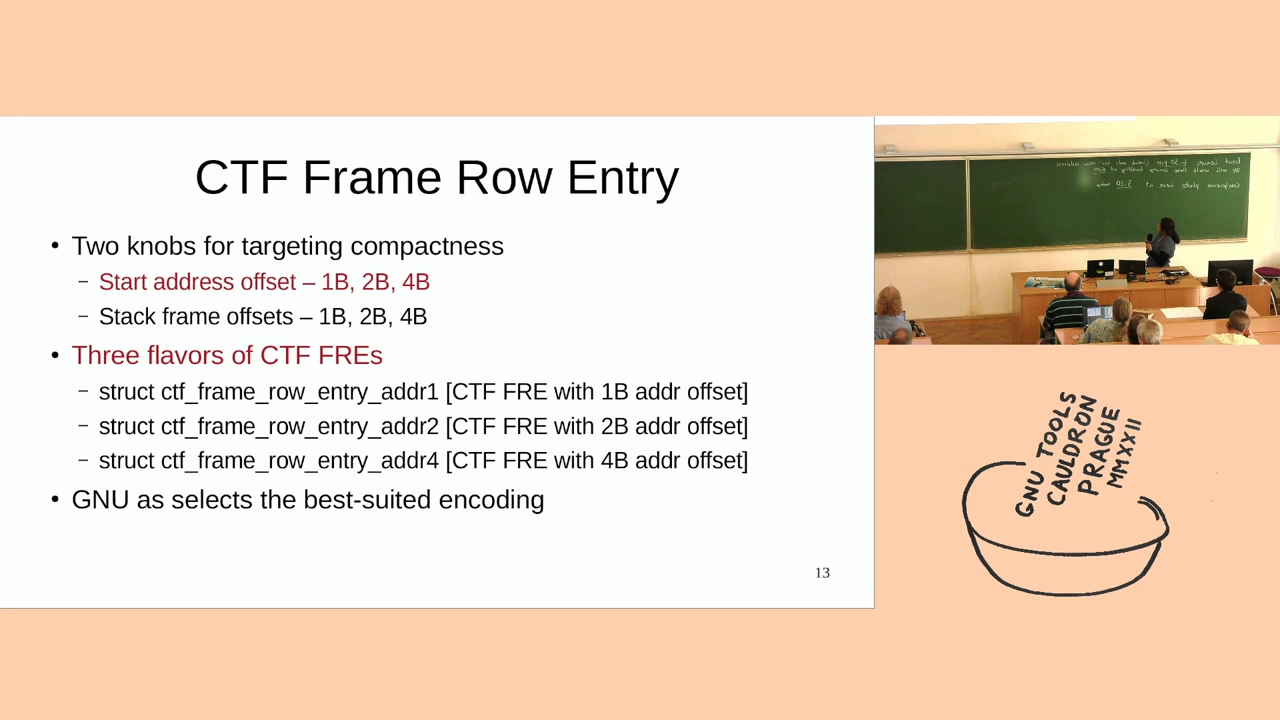 CTF Frame Row Entry
• Two knobs for targeting compactness
– Start address offset – 1B, 2B, 4B
– Stack frame offsets – 1B, 2B, 4B
• Three flavors of CTF FREs
– struct ctf_frame_row_entry_addr1 [CTF FRE with 1B addr offset]
– struct ctf_frame_row_entry_addr2 [CTF FRE with 2B addr offset]
– struct ctf_frame_row_entry_addr4 [CTF FRE with 4B addr offset]
• GNU as selects the best-suited encoding
13
GNU TOOLS
CAULDRON
PRAGUE
MMXXII